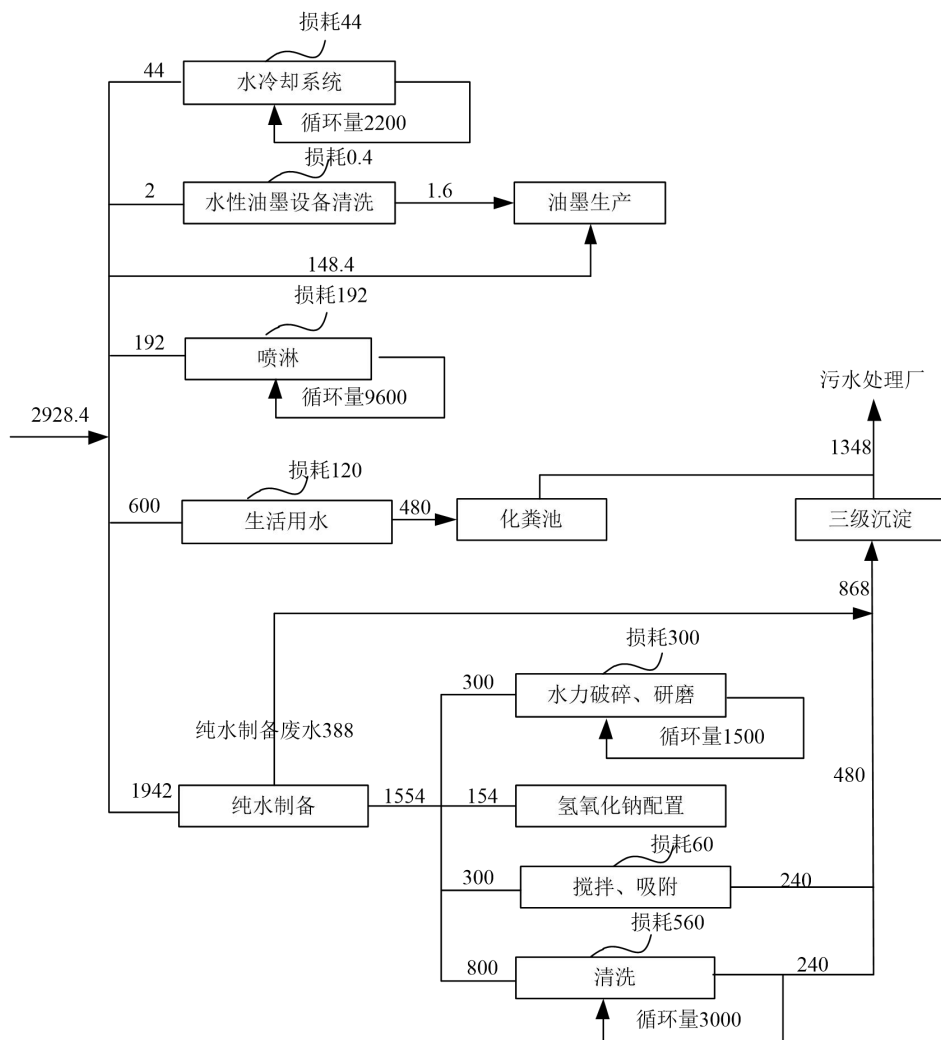 损耗44
44
水冷却系统
循环量2200
损耗0.4
2
水性油墨设备清洗
1.6
油墨生产
148.4
损耗192
192
喷淋
循环量9600
污水处理厂
2928.4
1348
损耗120
600
生活用水
480
化粪池
三级沉淀
868
损耗300
300
水力破碎、研磨
纯水制备废水388
循环量1500
480
1942
纯水制备
1554
154
氢氧化钠配置
损耗60
300
搅拌、吸附
240
损耗560
800
清洗
240
循环量3000